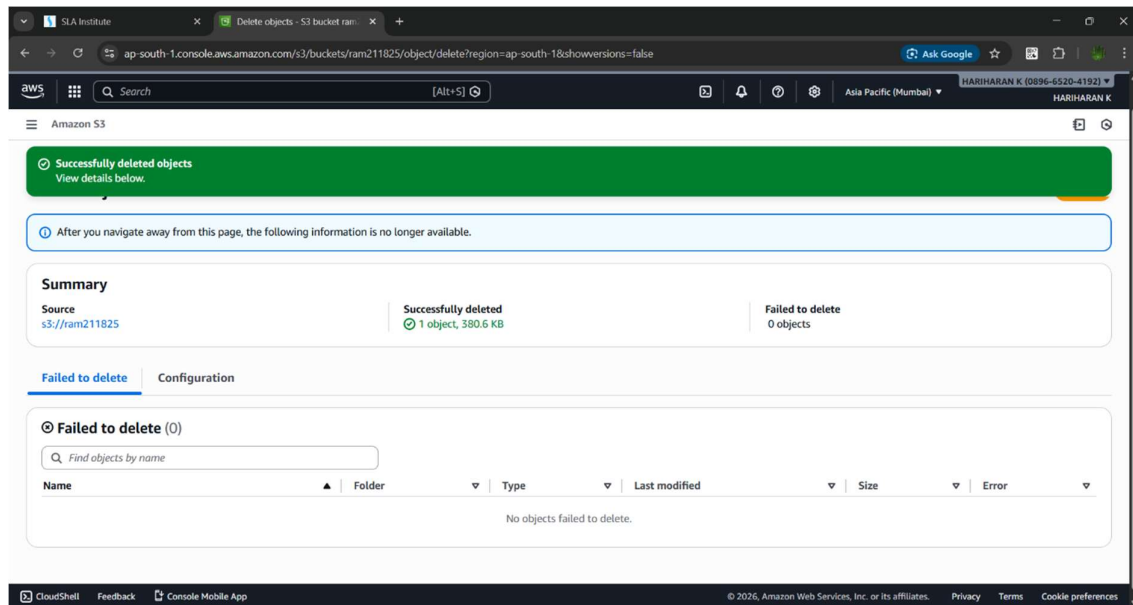 SLA Institute
Delete objects - S3 bucket ram
ap-south-1.console.aws.amazon.com/s3/buckets/ram211825/object/delete?region=ap-south-1&showversions=false
Ask Google
aws
Search
[Alt+S]
Asia Pacific (Mumbai)
HARIHARAN K (0896-6520-4192)
HARIHARAN K
Amazon S3
Successfully deleted objects
View details below.
After you navigate away from this page, the following information is no longer available.
Summary
Source Successfully deleted Failed to delete
s3://ram211825 1 object, 380.6 KB 0 objects
Failed to delete Configuration
Failed to delete (0)
Find objects by name
Name Folder Type Last modified Size Error
No objects failed to delete.
CloudShell Feedback Console Mobile App © 2026, Amazon Web Services, Inc. or its affiliates. Privacy Terms Cookie preferences